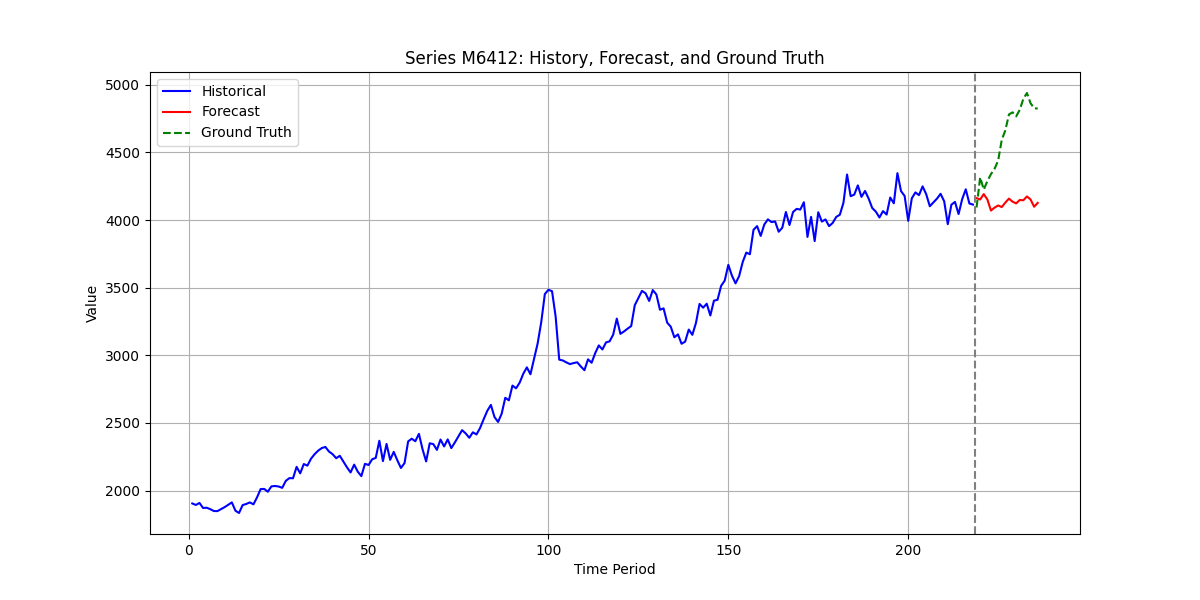 Series M6412: History, Forecast, and Ground Truth
Historical
Forecast
Ground Truth
5000
4500
4000
3500
3000
2500
2000
Value
0
50
100
150
200
Time Period